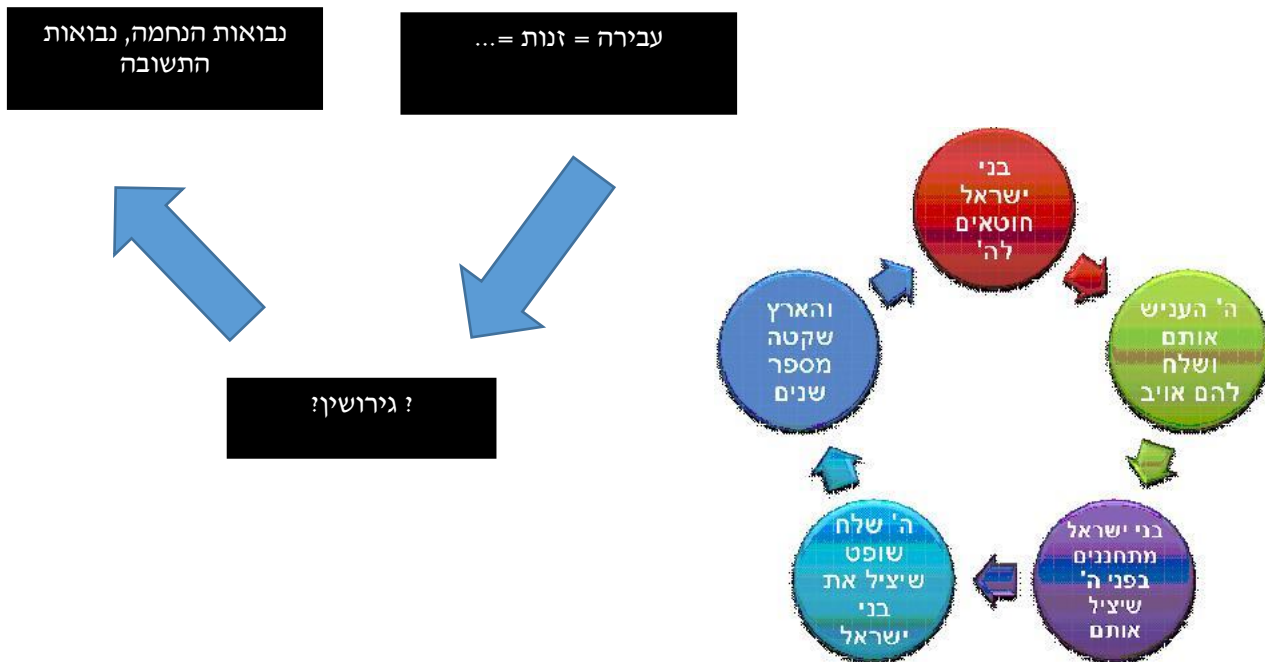 עבירה = זנות =...
נבואות הנחמה, נבואות
התשובה
? גירושין?
בני
ישראל
חוטאים
לה'
ה' העניש
אותם
ושלח
להם אויב
בני ישראל
מתחננים
בפני ה'
שיציל
אותם
ה' שלח
שופט
שיציל את
בני
ישראל
והארץ
שקטה
מספר
שנים